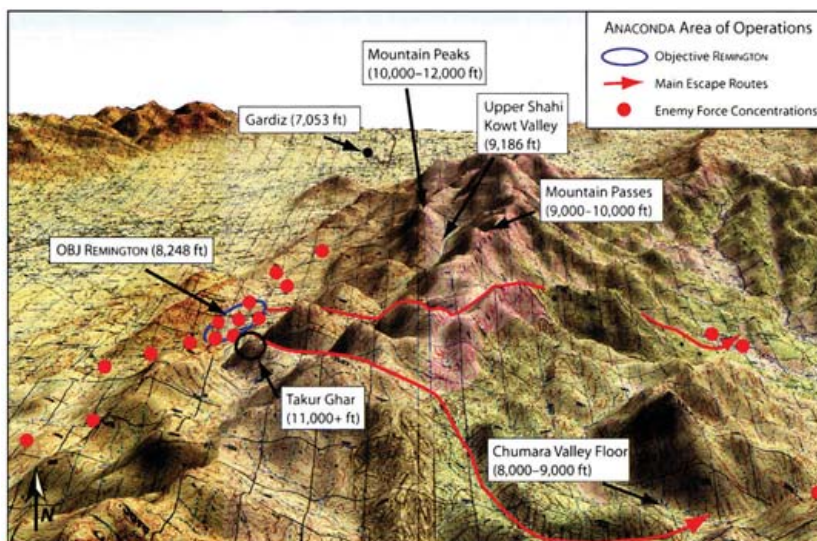 ANACONDA Area of Operations
Objective REMINGTON
Main Escape Routes
Enemy Force Concentrations
Mountain Peaks
(10,000–12,000 ft)
Upper Shahi
Kowt Valley
(9,186 ft)
Gardiz (7,053 ft)
Mountain Passes
(9,000–10,000 ft)
OBJ REMINGTON (8,248 ft)
Takur Ghar
(11,000+ ft)
Chumara Valley Floor
(8,000–9,000 ft)
N